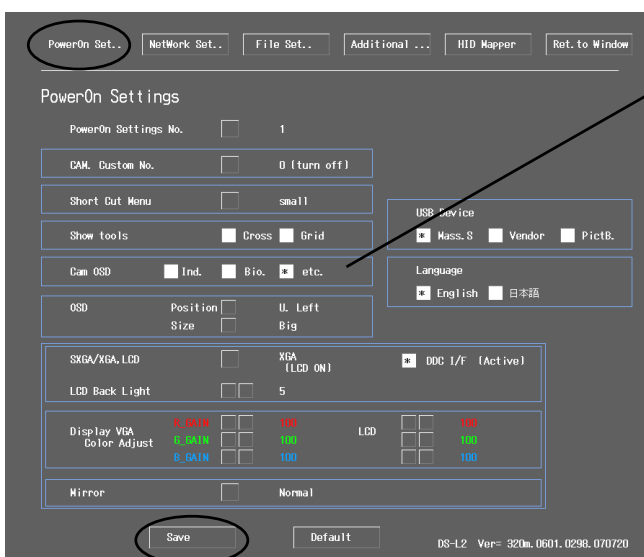 PowerOn Set.. NetWork Set.. File Set.. Additional ... HID Mapper Ret.to Window
PowerOn Settings
PowerOn Settings No. 1
CAM. Custom No. 0 (turn off)
Short Cut Menu small
Show tools Cross Grid
Cam OSD Ind. Bio. * etc.
OSD Position U. Left
Size Big
USB Device
* Mass.S Vendor PictB.
Language
* English 日本語
SXGA/XGA,LCD XGA
(LCD ON)
* DDC I/F (Active)
LCD Back Light 5
Display VGA
Color Adjust
R_GAIN 100
G_GAIN 100
B_GAIN 100
LCD
100
100
100
Mirror Normal
Save Default
DS-L2 Ver= 320m.0601.0298.070720